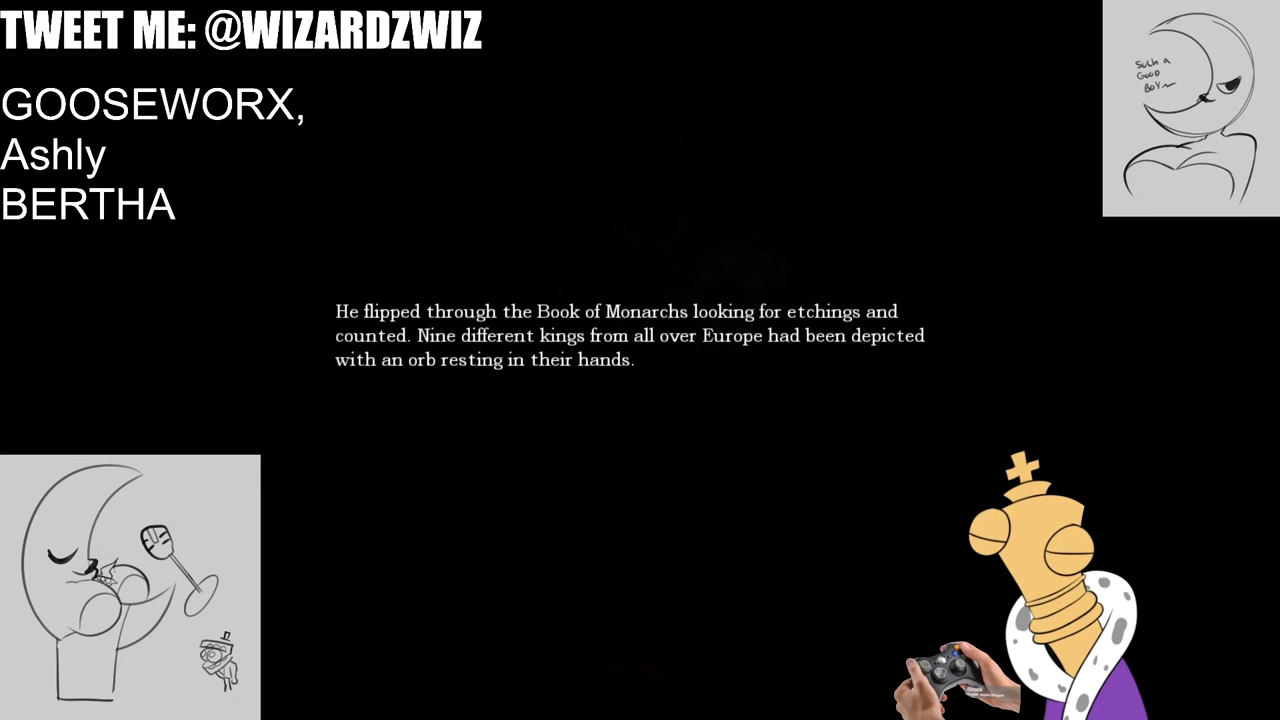 TWEET ME: @WIZARDZWIZ
GOOSEWORX,
Ashly
BERTHA
Such a
Good
Boy~
He flipped through the Book of Monarchs looking for etchings and
counted. Nine different kings from all over Europe had been depicted
with an orb resting in their hands.
iStock